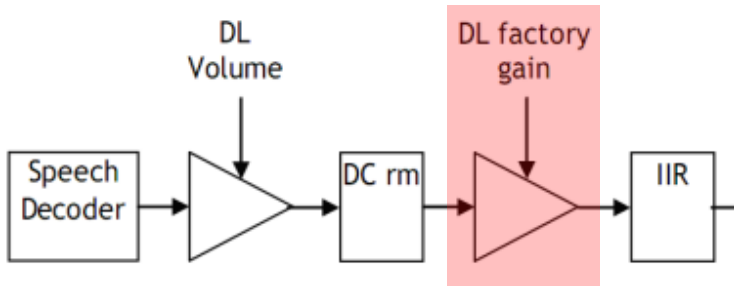 DL
Volume
DL factory
gain
Speech
Decoder
DC rm
IIR